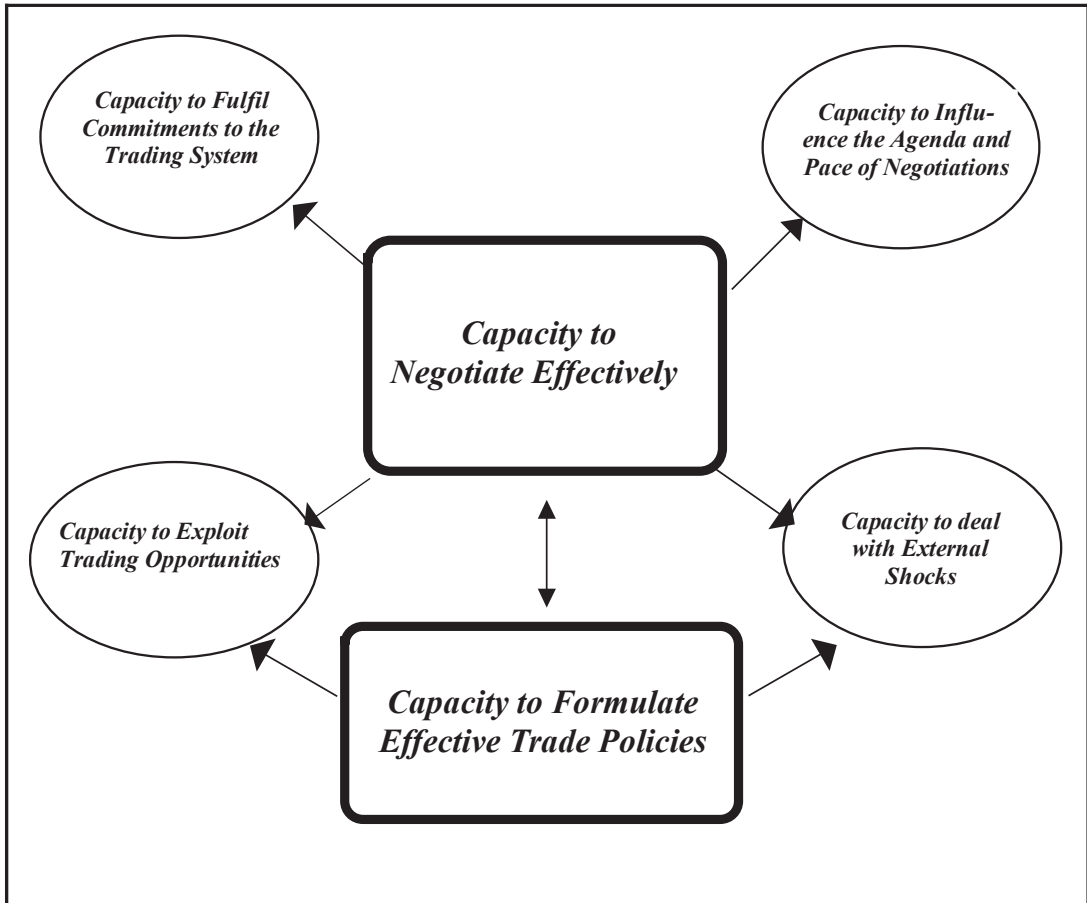 Capacity to Fulfil
Commitments to the
Trading System
Capacity to Influ-
ence the Agenda and
Pace of Negotiations
Capacity to
Negotiate Effectively
Capacity to Exploit
Trading Opportunities
Capacity to deal
with External
Shocks
Capacity to Formulate
Effective Trade Policies